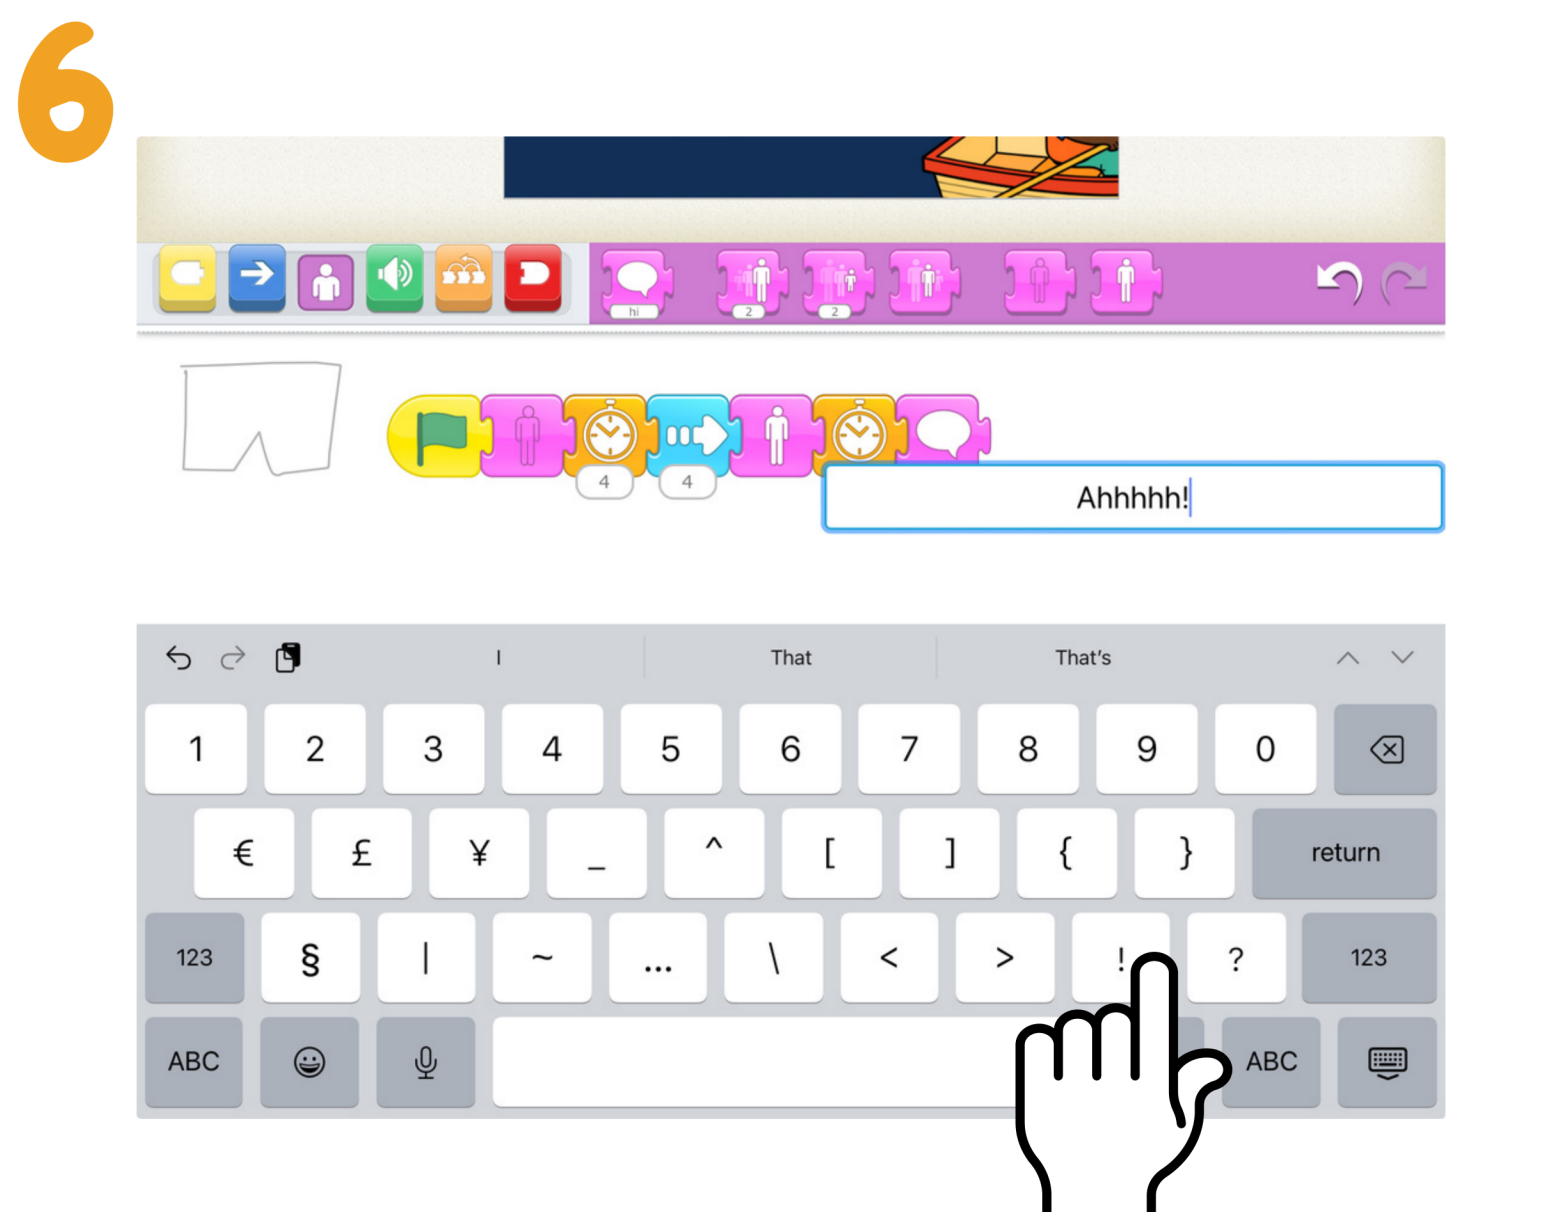 6
hi
2
2
4
4
Ahhhhh!
I
That
That's
1 2 3 4 5 6 7 8 9 0
€ £ ¥ _ ^ [ ] { } return
123 § | ~ ... \ < > ! ? 123
ABC ABC